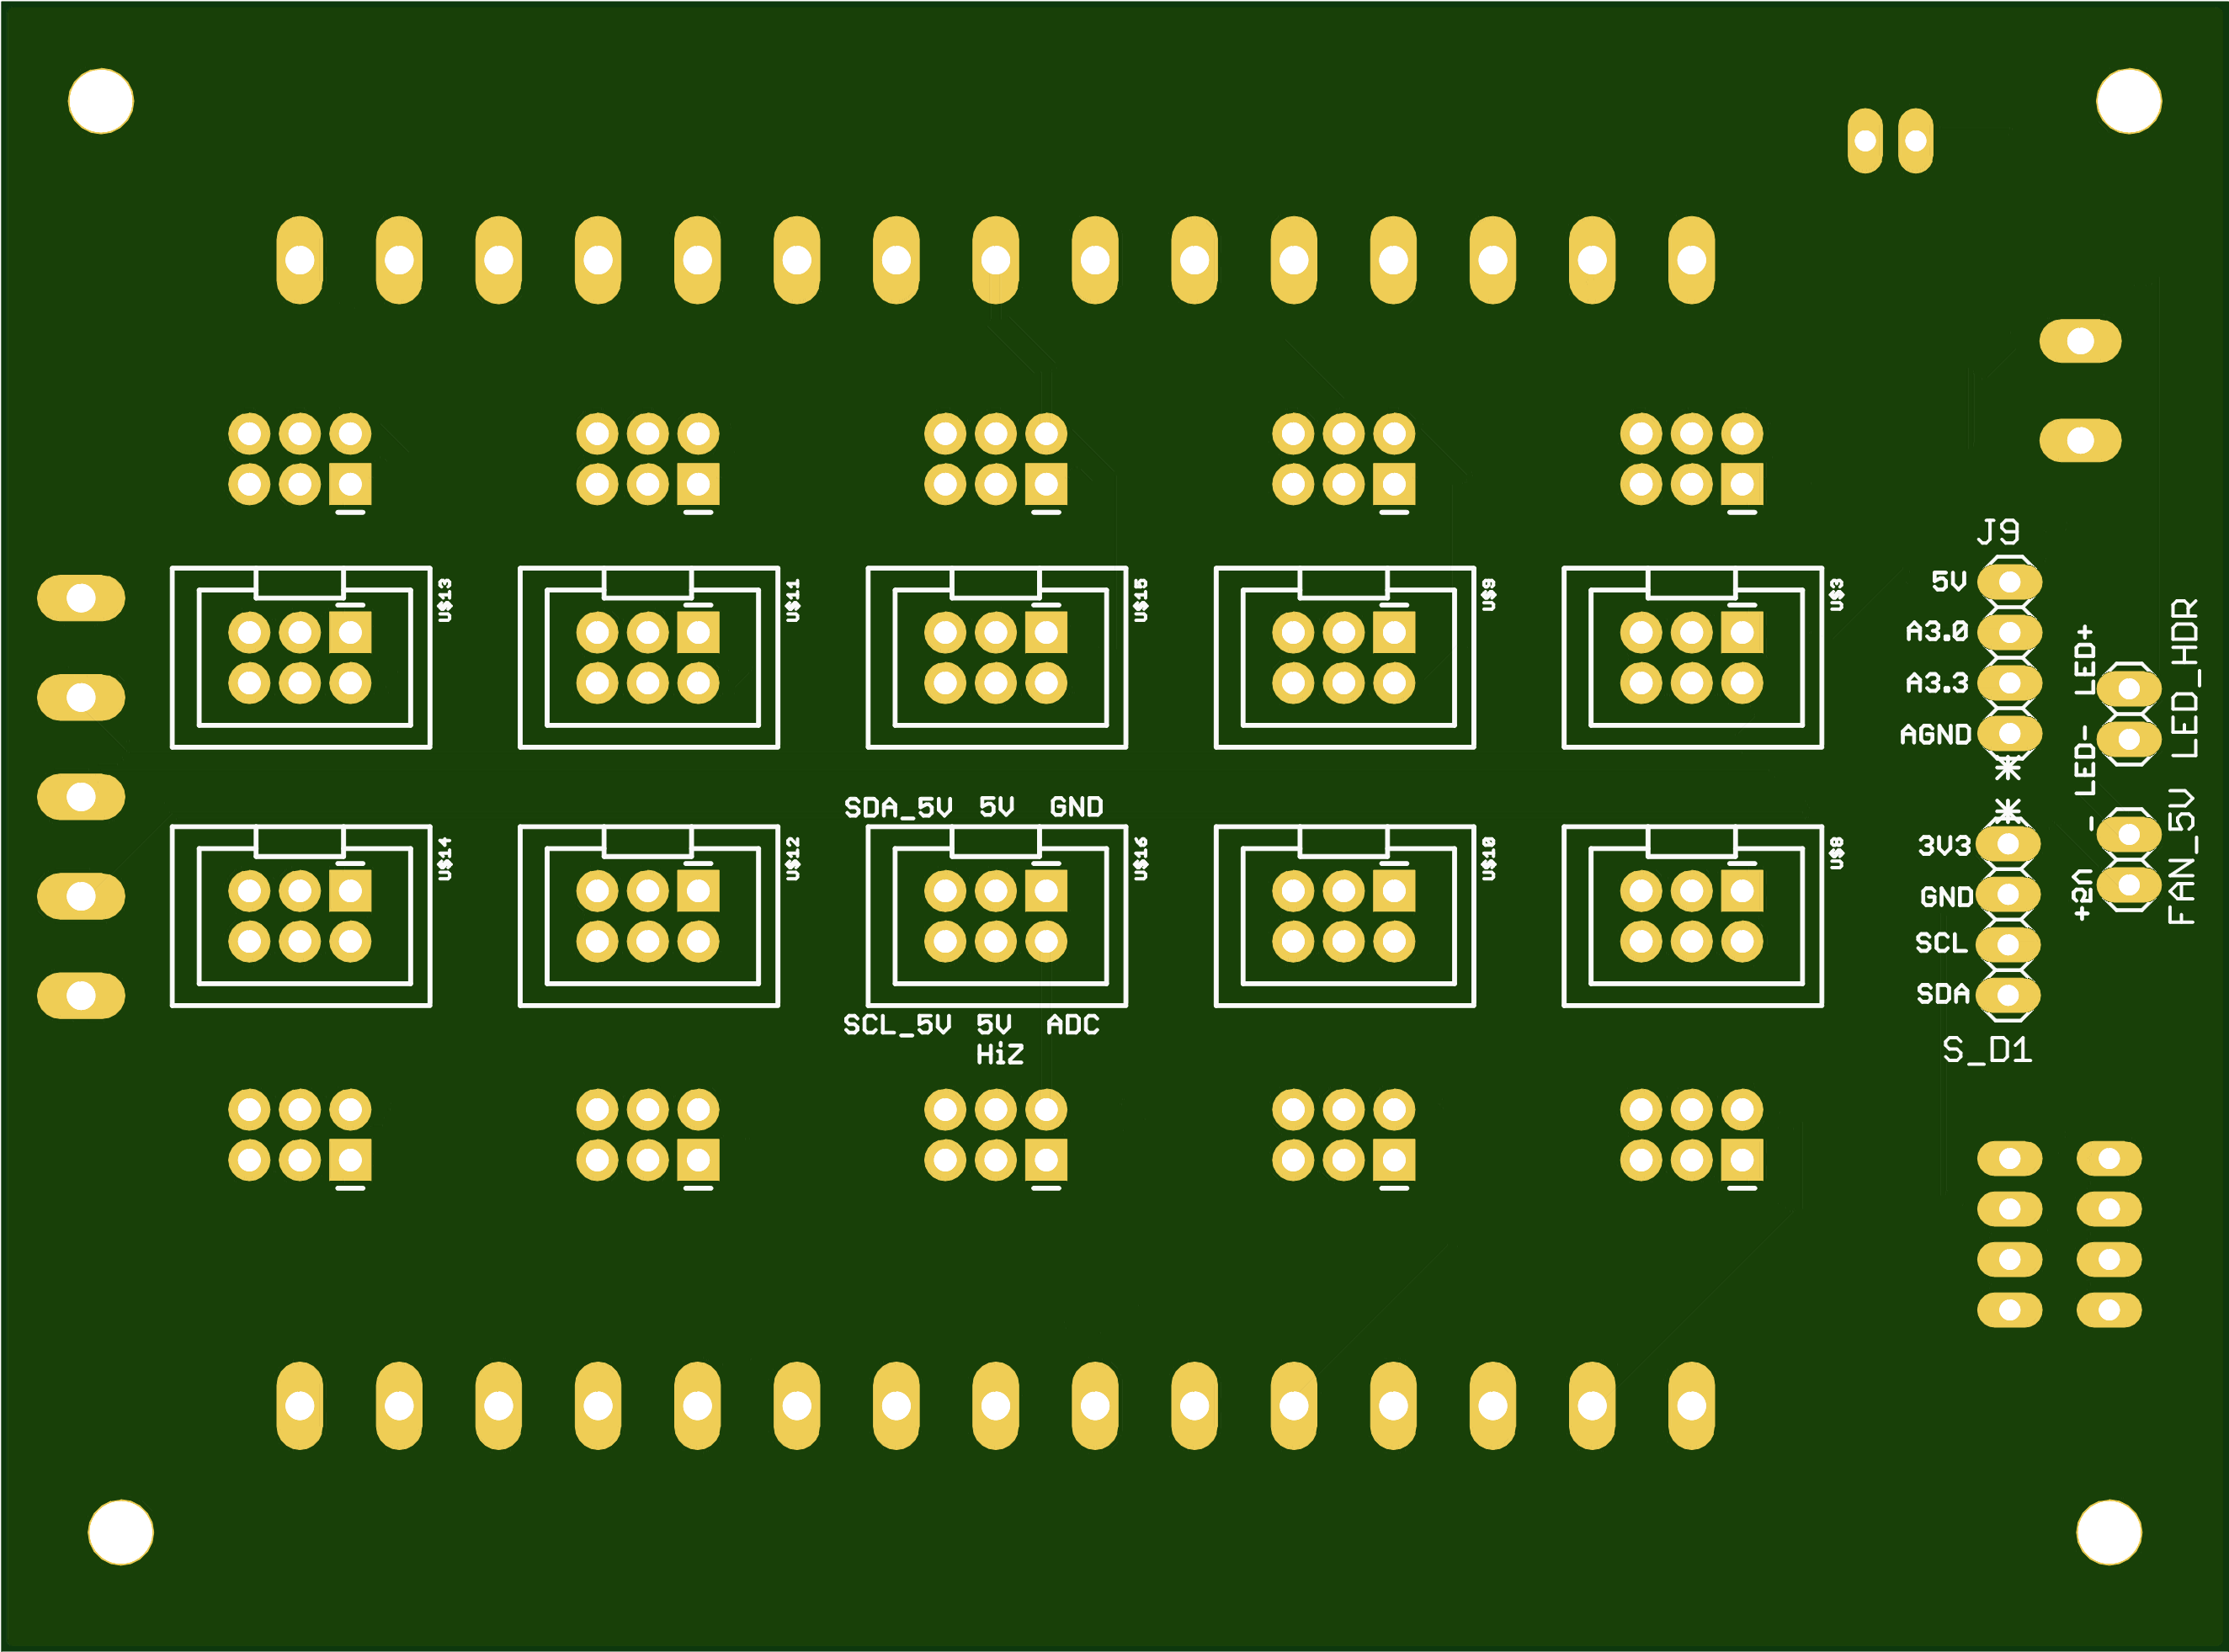 J9
5V
A3.0
A3.3
AGND
U$13
U$11
U$15
U$9
U$3
LED+
LED-
LED_HDR
SDA_5V 5V GND
U$14
U$12
U$16
U$10
U$8
3V3
GND
SCL
SDA
S_D1
-
+
FAN_5V
SCL_5V 5V ADC
HiZ